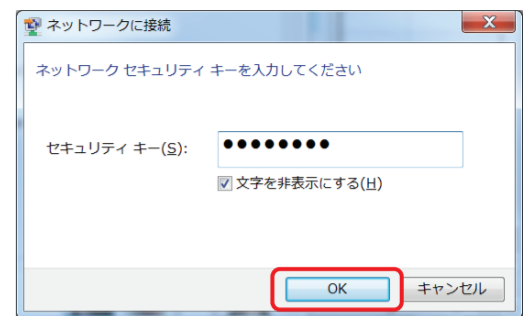 ネットワークに接続
ネットワーク セキュリティ キーを入力してください
セキュリティ キー(S): ●●●●●●●●
文字を非表示にする(H)
OK キャンセル